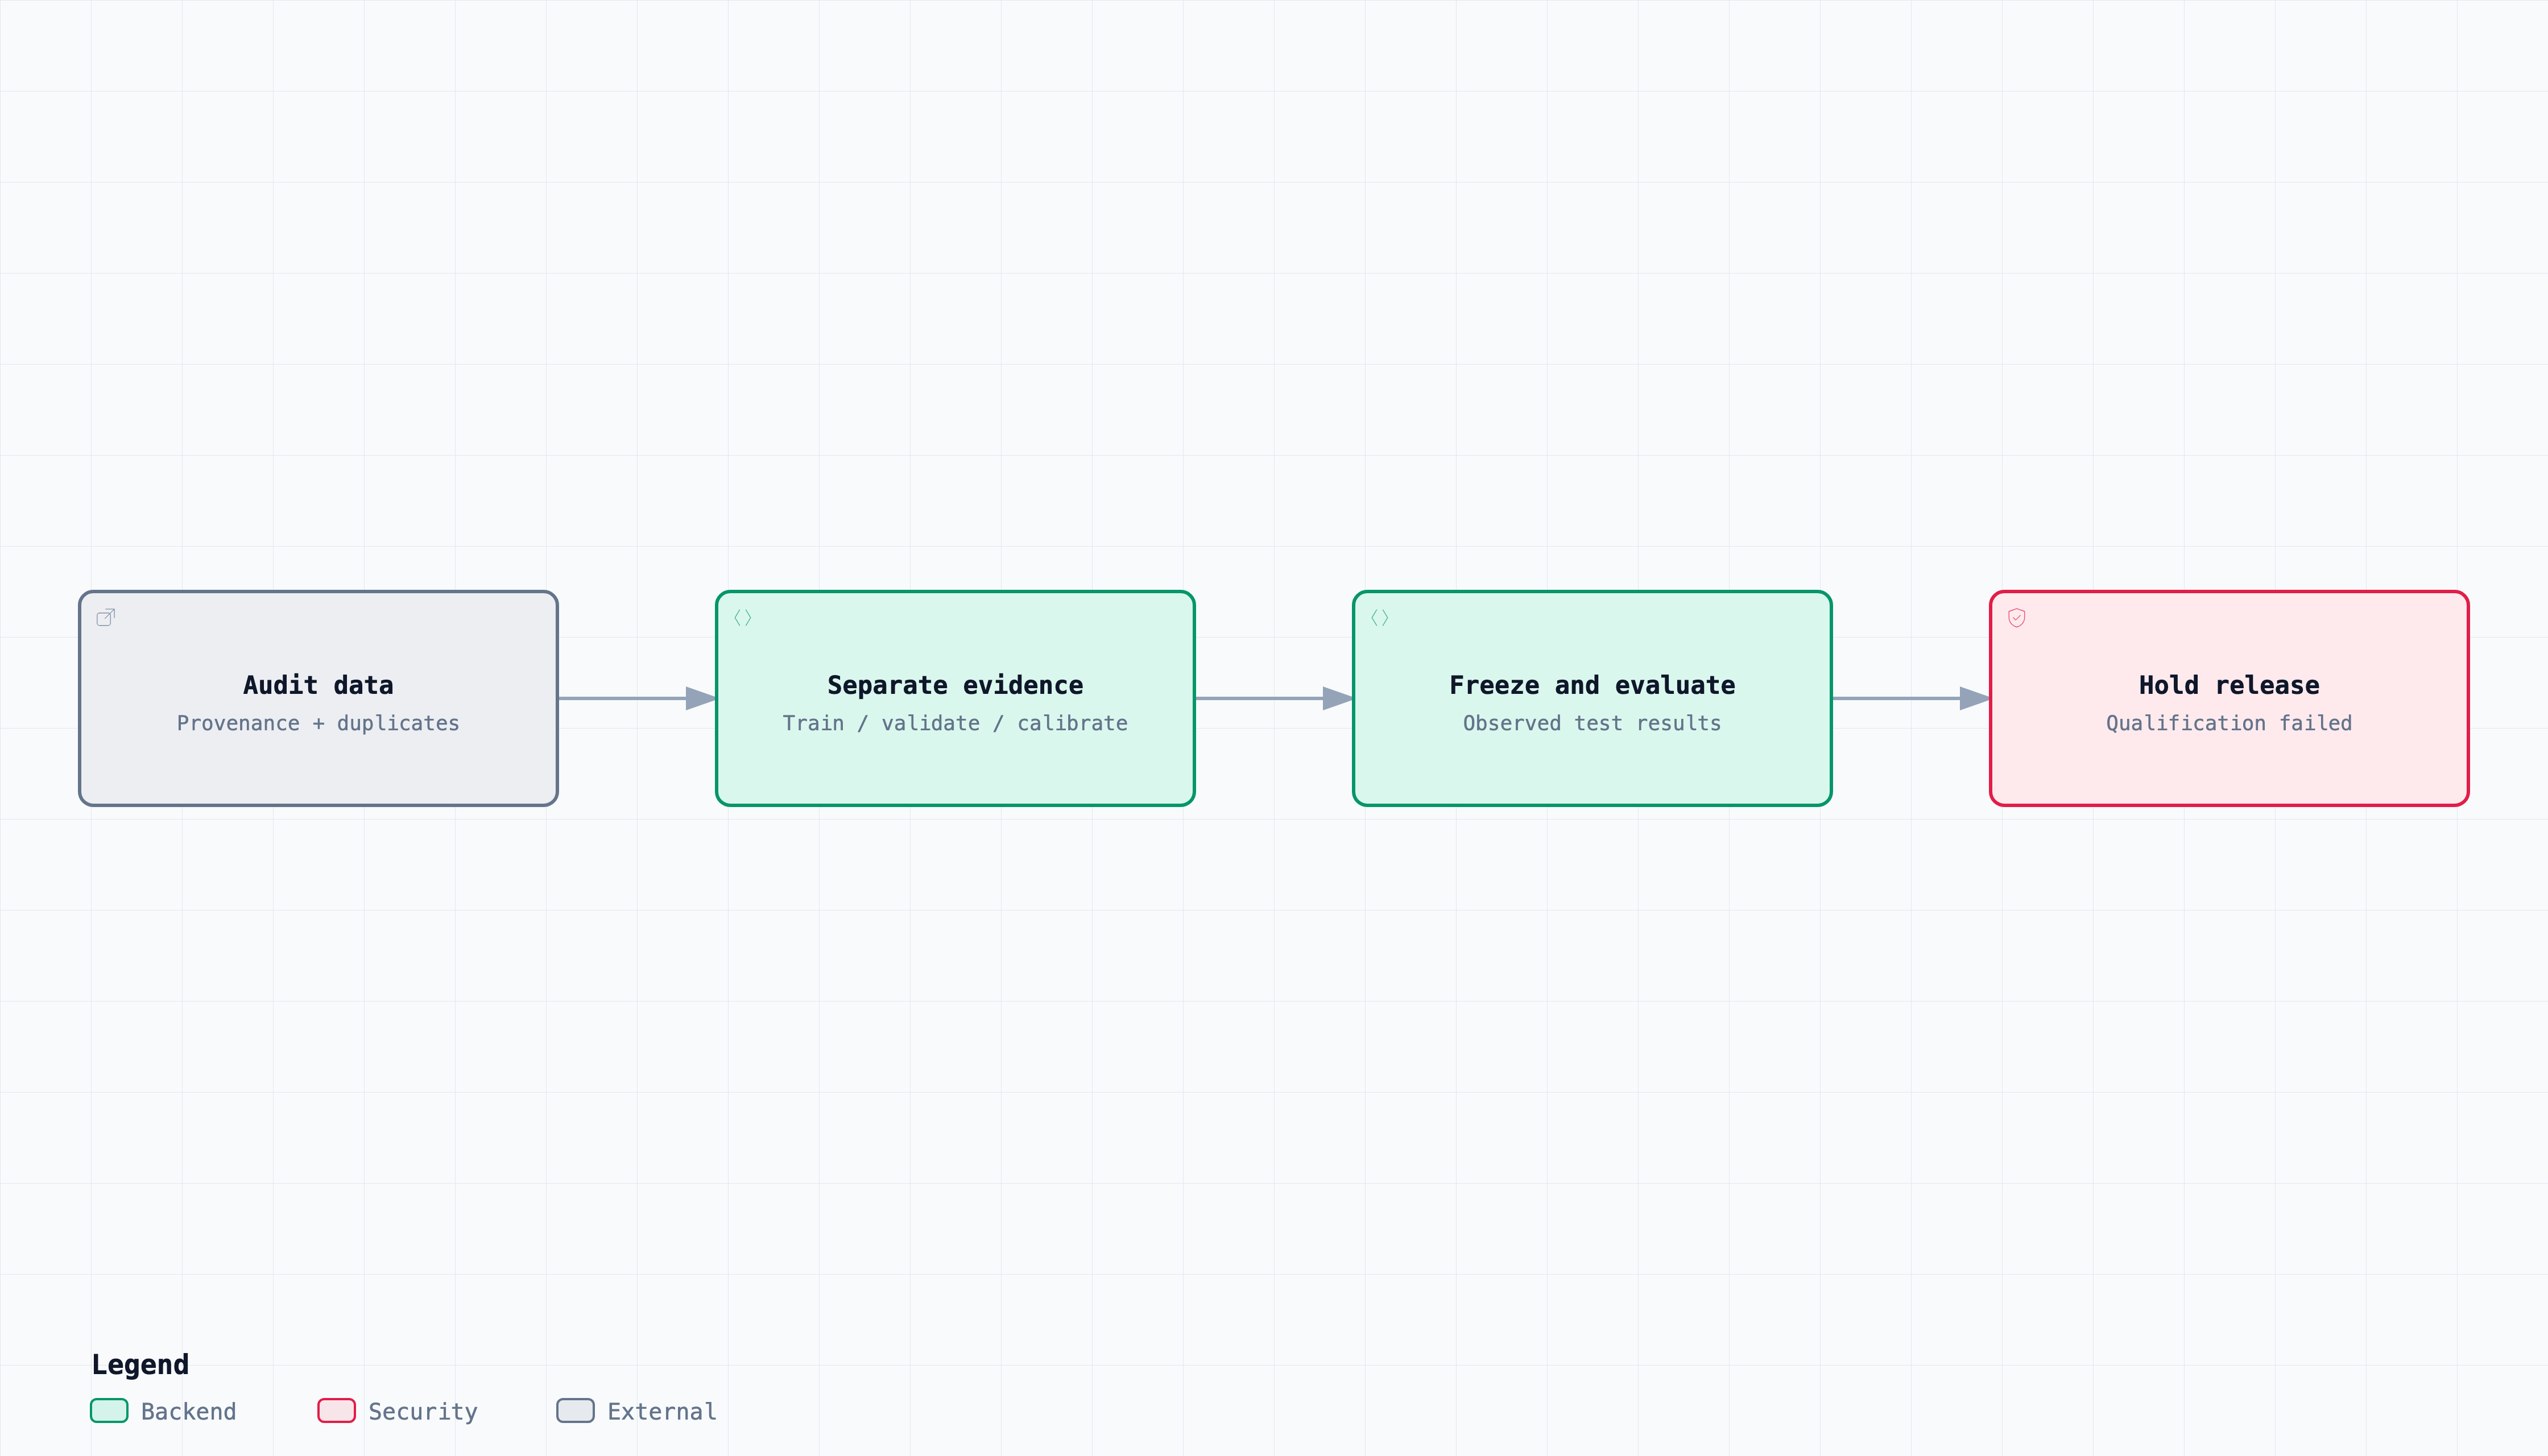 Audit data
Provenance + duplicates
Separate evidence
Train / validate / calibrate
Freeze and evaluate
Observed test results
Hold release
Qualification failed
Legend
Backend
Security
External